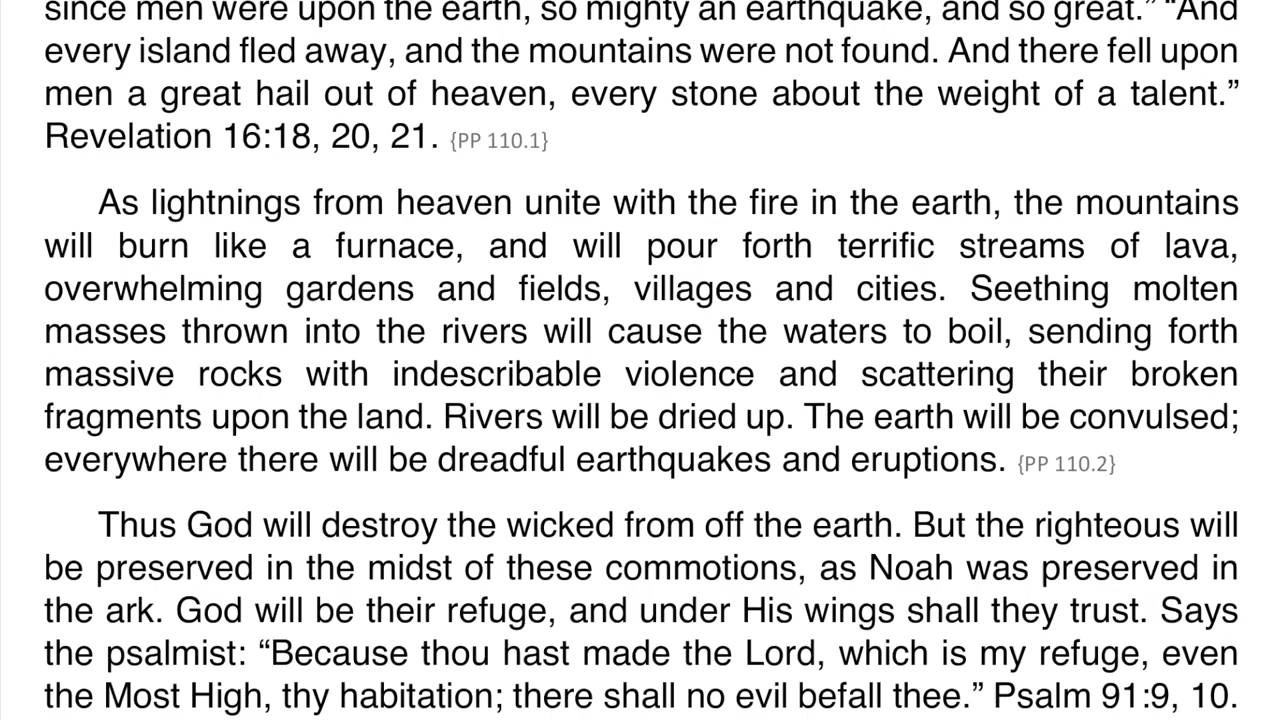 since men were upon the earth, so mighty an earthquake, and so great.” “And
every island fled away, and the mountains were not found. And there fell upon
men a great hail out of heaven, every stone about the weight of a talent.”
Revelation 16:18, 20, 21. {PP 110.1}
As lightnings from heaven unite with the fire in the earth, the mountains
will burn like a furnace, and will pour forth terrific streams of lava,
overwhelming gardens and fields, villages and cities. Seething molten
masses thrown into the rivers will cause the waters to boil, sending forth
massive rocks with indescribable violence and scattering their broken
fragments upon the land. Rivers will be dried up. The earth will be convulsed;
everywhere there will be dreadful earthquakes and eruptions. {PP 110.2}
Thus God will destroy the wicked from off the earth. But the righteous will
be preserved in the midst of these commotions, as Noah was preserved in
the ark. God will be their refuge, and under His wings shall they trust. Says
the psalmist: “Because thou hast made the Lord, which is my refuge, even
the Most High, thy habitation; there shall no evil befall thee.” Psalm 91:9, 10.